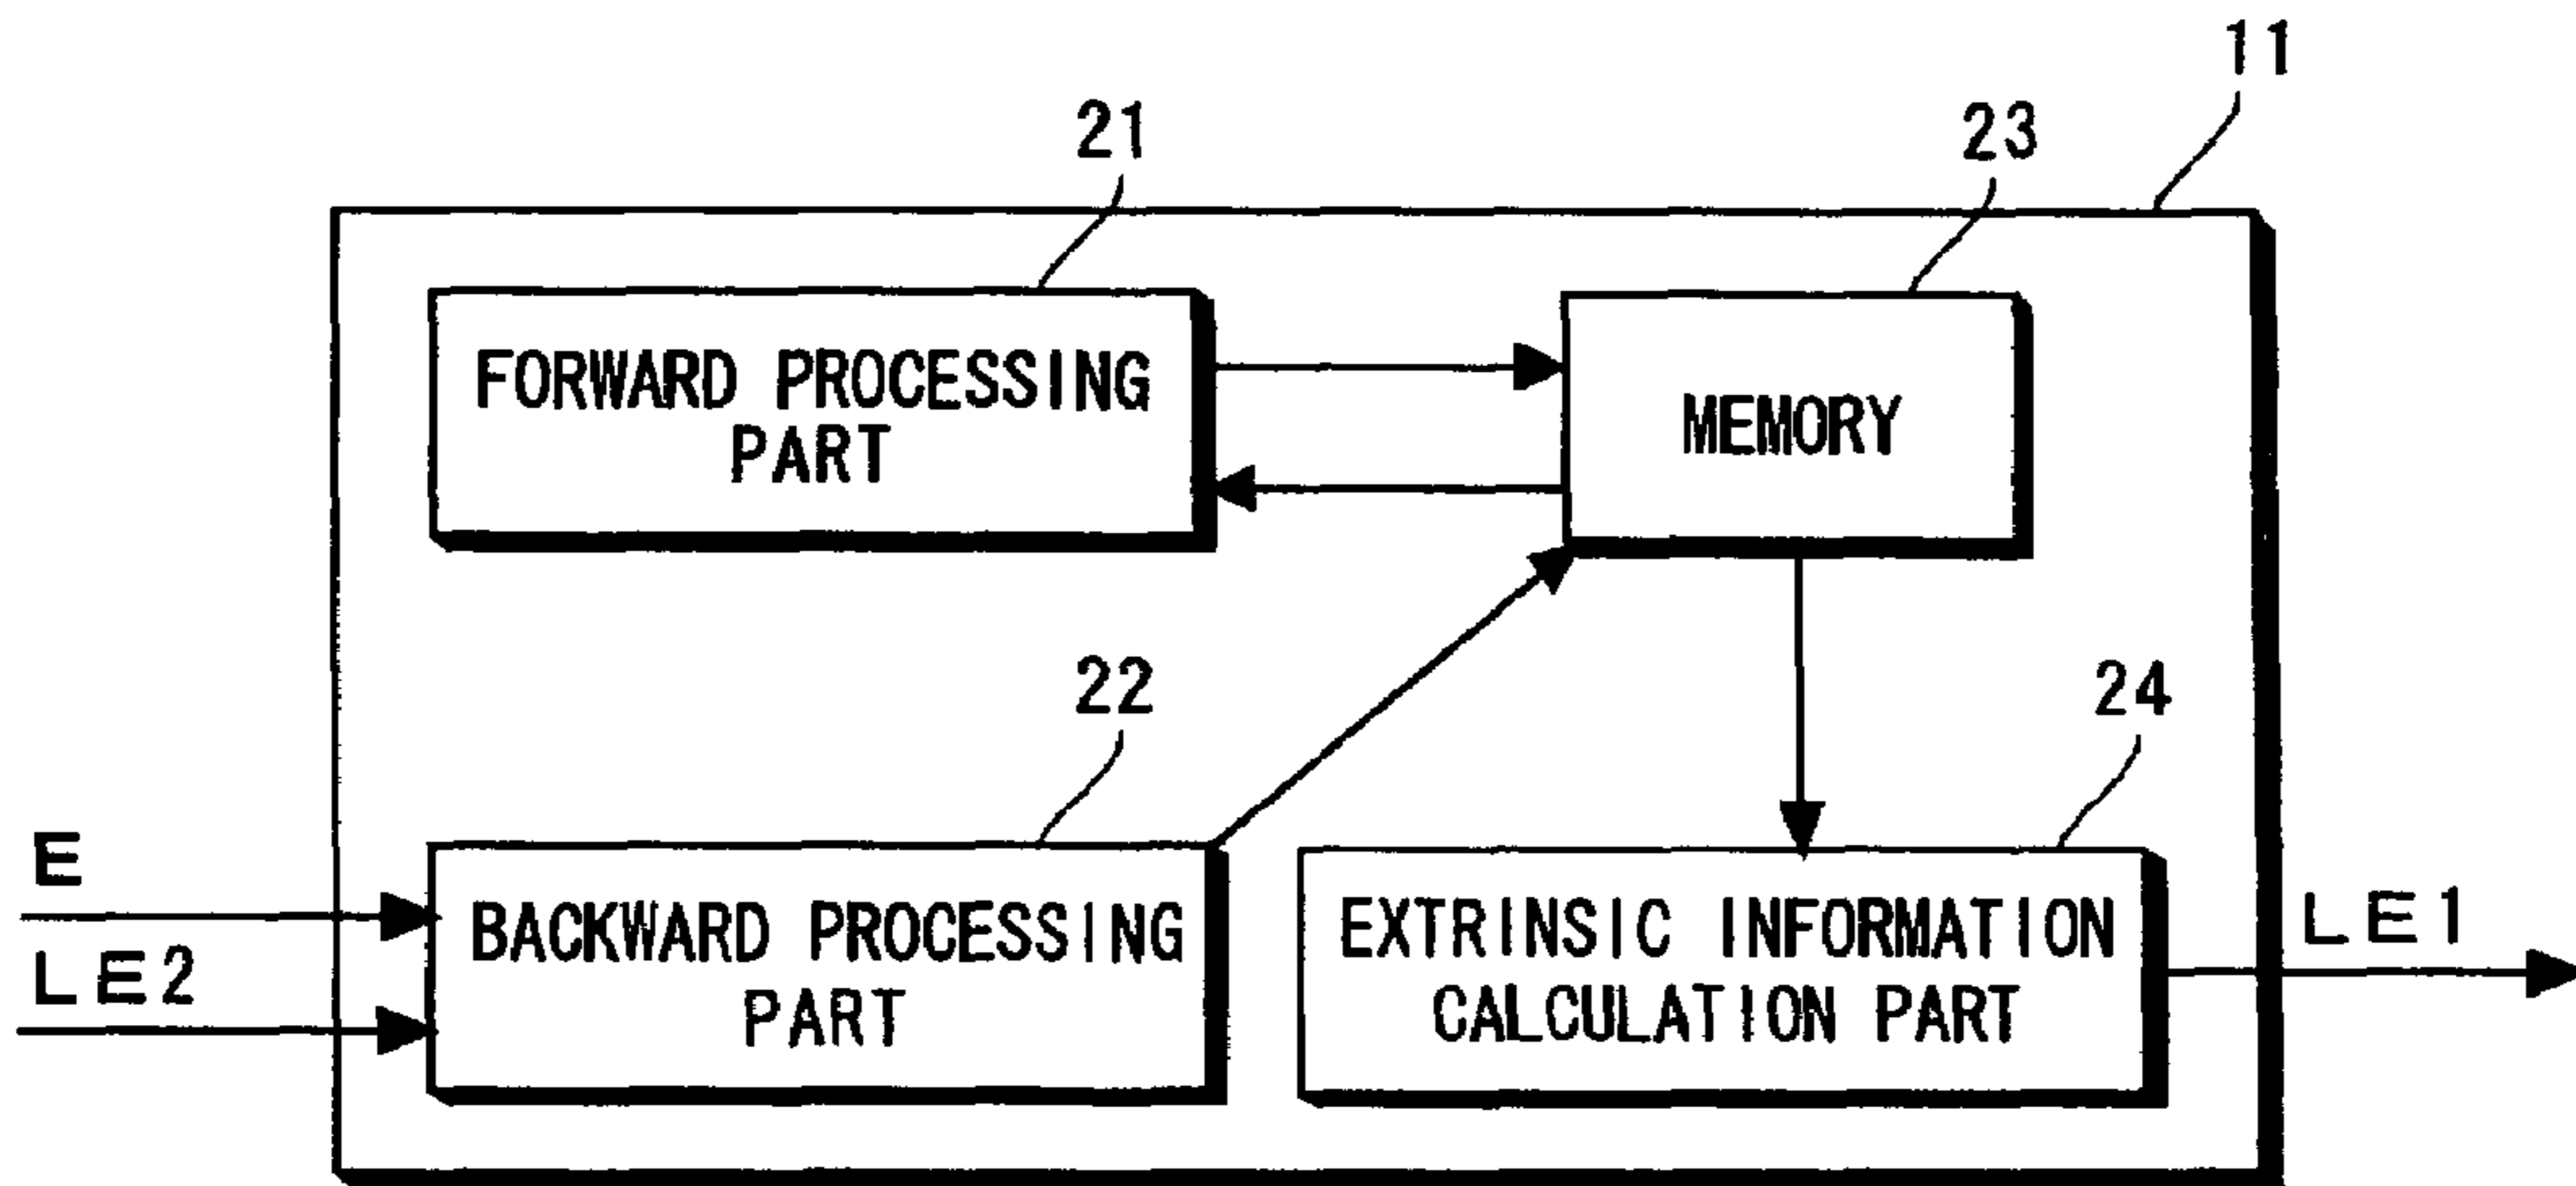 11
21
23
FORWARD PROCESSING
PART
MEMORY
22
24
E
LE2
BACKWARD PROCESSING
PART
EXTRINSIC INFORMATION
CALCULATION PART
LE1